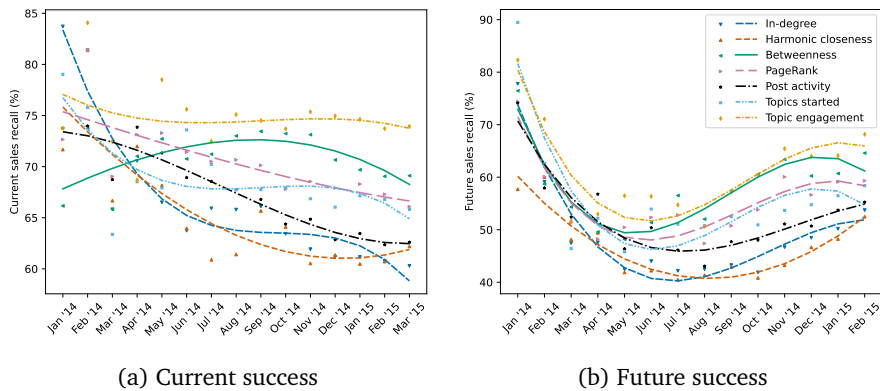 Current sales recall (%)
85
80
75
70
65
60
Jan '14
Feb '14
Mar '14
Apr '14
May '14
Jun '14
Jul '14
Aug '14
Sep '14
Oct '14
Nov '14
Dec '14
Jan '15
Feb '15
Mar '15
(a) Current success
Future sales recall (%)
90
80
70
60
50
40
In-degree
Harmonic closeness
Betweenness
PageRank
Post activity
Topics started
Topic engagement
Jan '14
Feb '14
Mar '14
Apr '14
May '14
Jun '14
Jul '14
Aug '14
Sep '14
Oct '14
Nov '14
Dec '14
Jan '15
Feb '15
(b) Future success